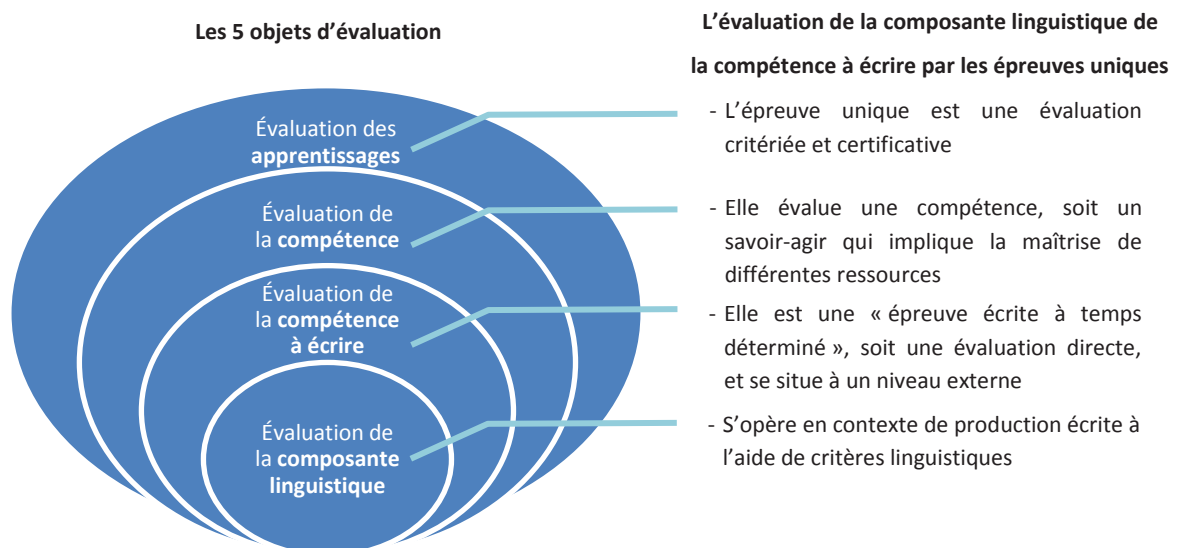 Les 5 objets d’évaluation
L’évaluation de la composante linguistique de
la compétence à écrire par les épreuves uniques
Évaluation des
apprentissages
Évaluation de
la compétence
Évaluation de
la compétence
à écrire
Évaluation de
la composante
linguistique
- L’épreuve unique est une évaluation
critériée et certificative
- Elle évalue une compétence, soit un
savoir-agir qui implique la maîtrise de
différentes ressources
- Elle est une « épreuve écrite à temps
déterminé », soit une évaluation directe,
et se situe à un niveau externe
- S’opère en contexte de production écrite à
l’aide de critères linguistiques